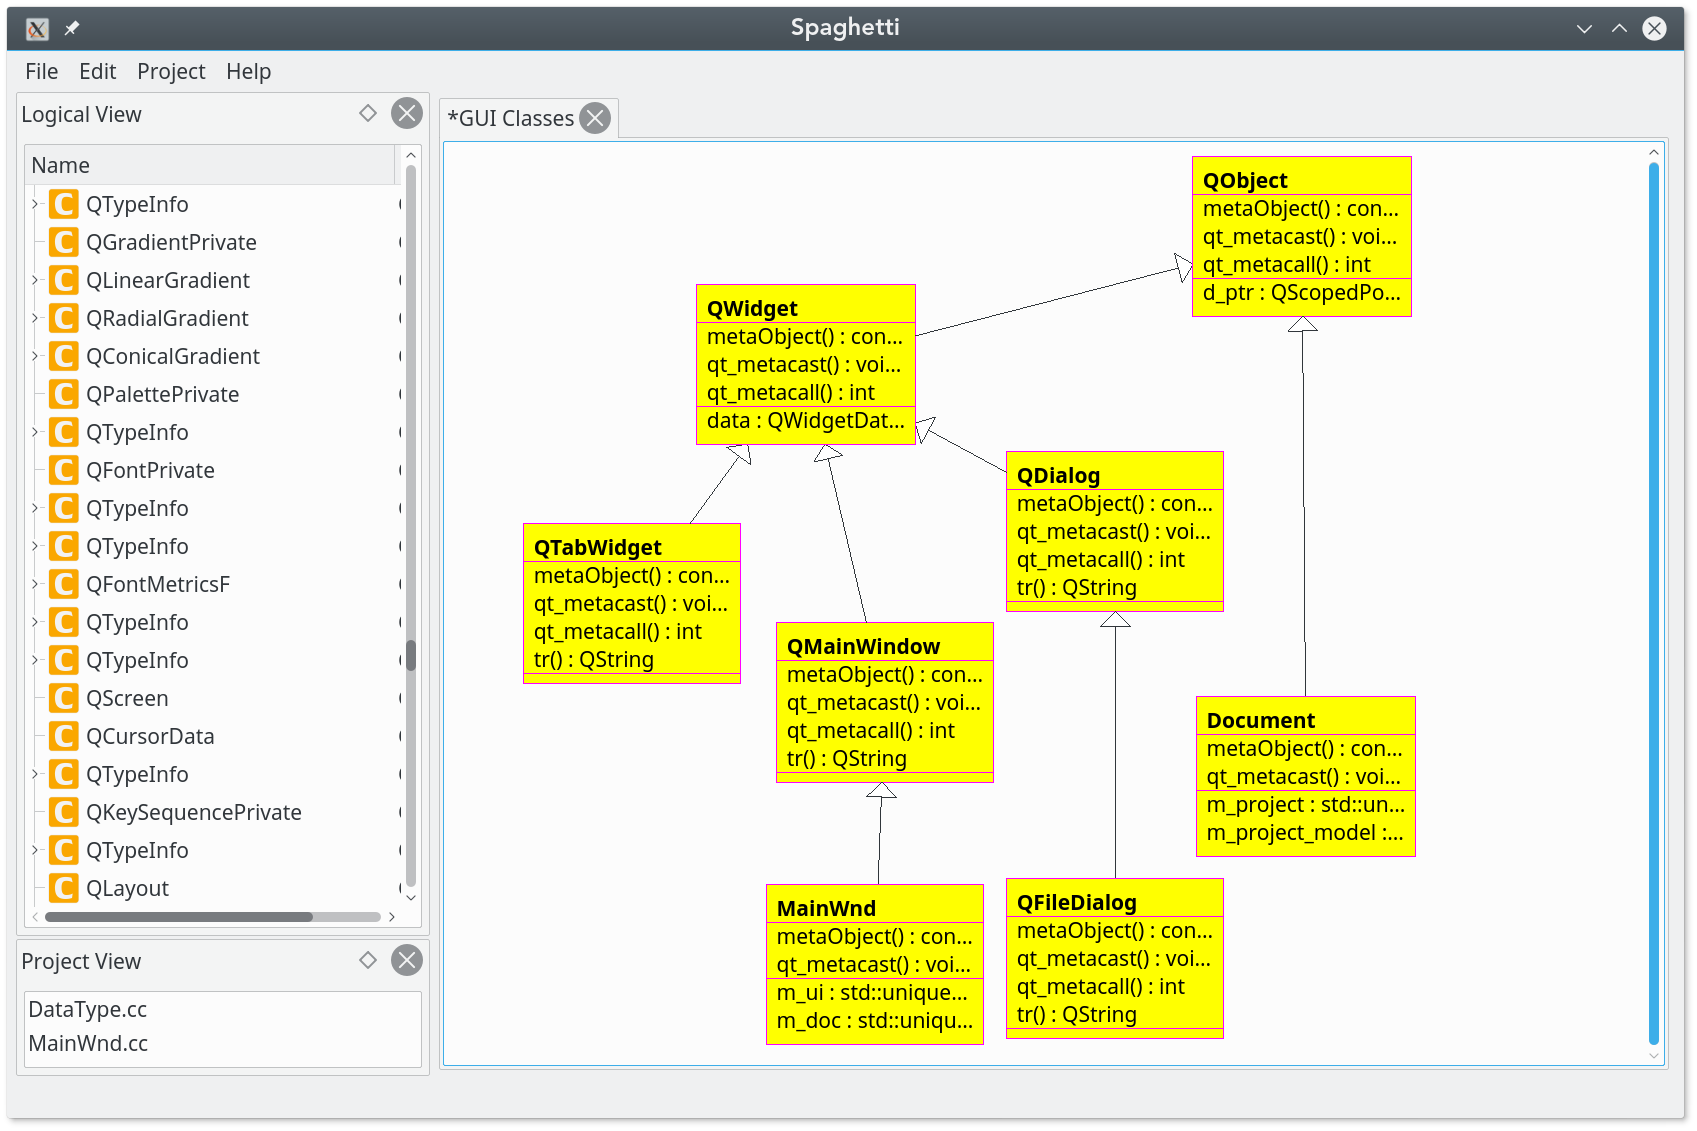 Spaghetti
File Edit Project Help
Logical View
Name
QTypeInfo
QGradientPrivate
QLinearGradient
QRadialGradient
QConicalGradient
QPalettePrivate
QTypeInfo
QFontPrivate
QTypeInfo
QTypeInfo
QFontMetricsF
QTypeInfo
QTypeInfo
QScreen
QCursorData
QTypeInfo
QKeySequencePrivate
QTypeInfo
QLayout
Project View
DataType.cc
MainWnd.cc
*GUI Classes
QObject
metaObject() : con...
qt_metacast() : voi...
qt_metacall() : int
d_ptr : QScopedPo...
QWidget
metaObject() : con...
qt_metacast() : voi...
qt_metacall() : int
data : QWidgetDat...
QDialog
metaObject() : con...
qt_metacast() : voi...
qt_metacall() : int
tr() : QString
QTabWidget
metaObject() : con...
qt_metacast() : voi...
qt_metacall() : int
tr() : QString
QMainWindow
metaObject() : con...
qt_metacast() : voi...
qt_metacall() : int
tr() : QString
Document
metaObject() : con...
qt_metacast() : voi...
m_project : std::un...
m_project_model :...
MainWnd
metaObject() : con...
qt_metacast() : voi...
m_ui : std::unique...
m_doc : std::uniqu...
QFileDialog
metaObject() : con...
qt_metacast() : voi...
qt_metacall() : int
tr() : QString